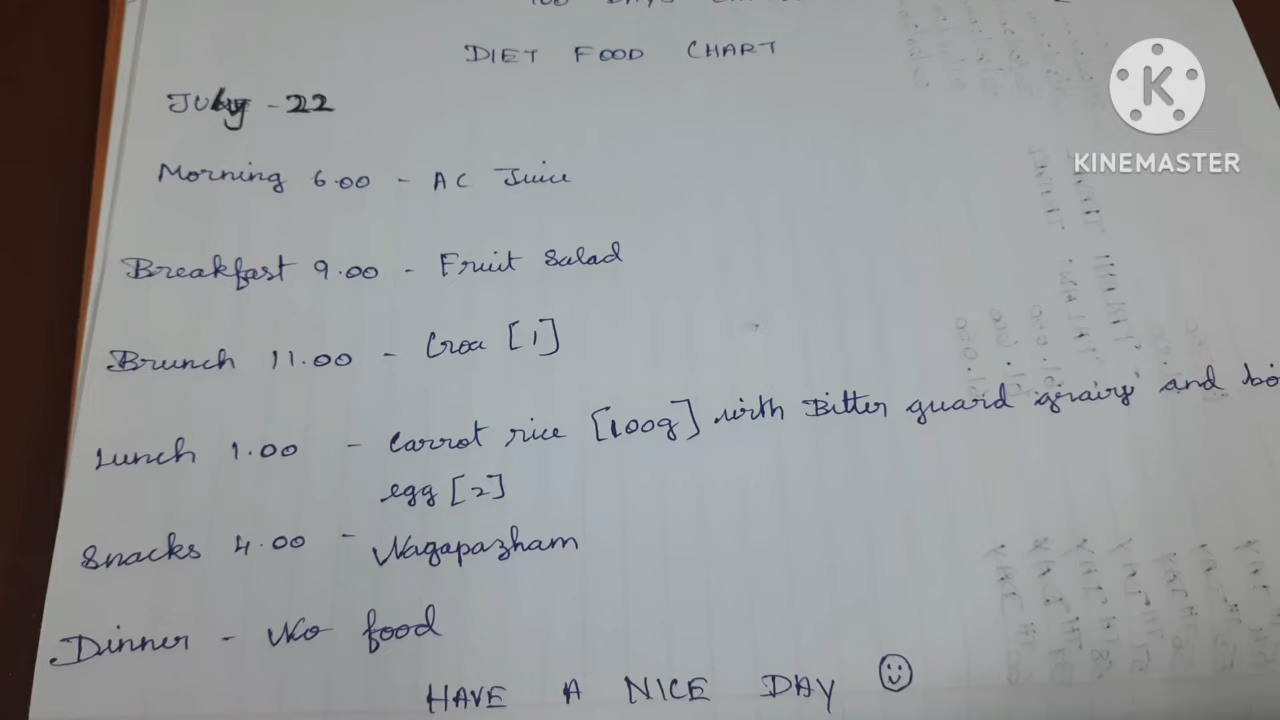 DIET FOOD CHART
July - 22
KINEMASTER
Morning 6.00 - AC Juice
Breakfast 9.00 - Fruit Salad
Brunch 11.00 - [1]
Lunch 1.00 - Carrot rice [100g] with Bitter guard and
egg [2]
Snacks 4.00 - Nagapazham
Dinner - No food
HAVE A NICE DAY